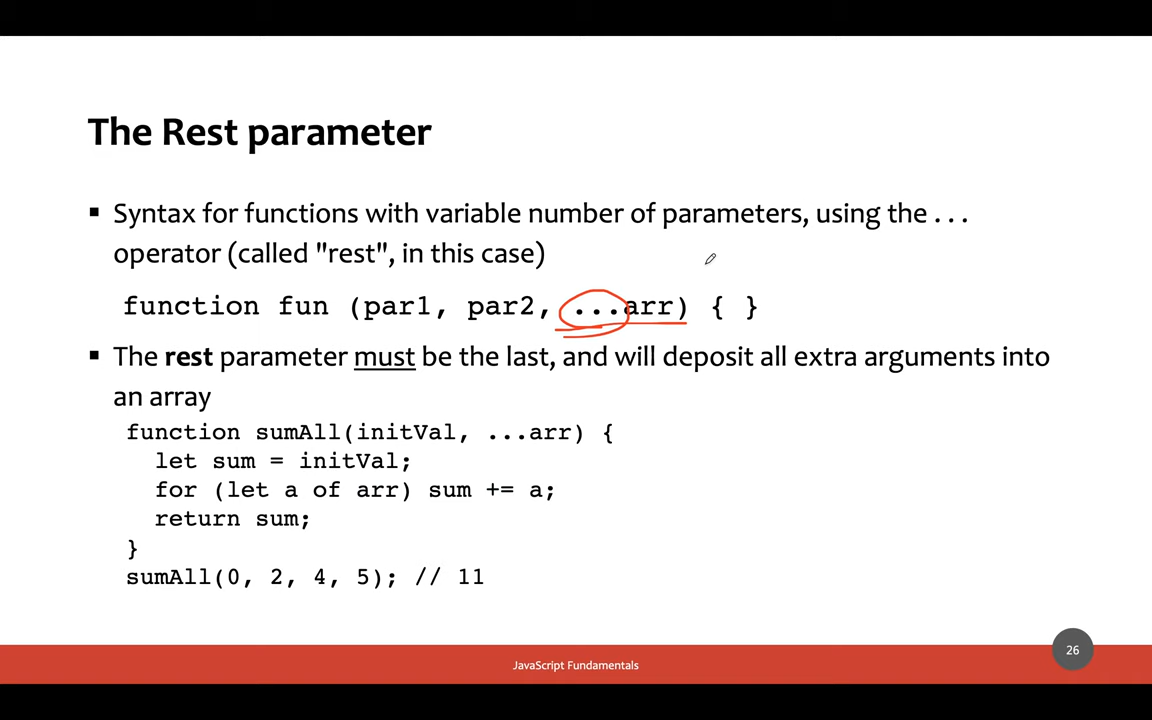 The Rest parameter
▪ Syntax for functions with variable number of parameters, using the ...
operator (called "rest", in this case)
function fun (par1, par2, ...arr) { }
▪ The rest parameter must be the last, and will deposit all extra arguments into
an array
function sumAll(initVal, ...arr) {
  let sum = initVal;
  for (let a of arr) sum += a;
  return sum;
}
sumAll(0, 2, 4, 5); // 11
26
JavaScript Fundamentals